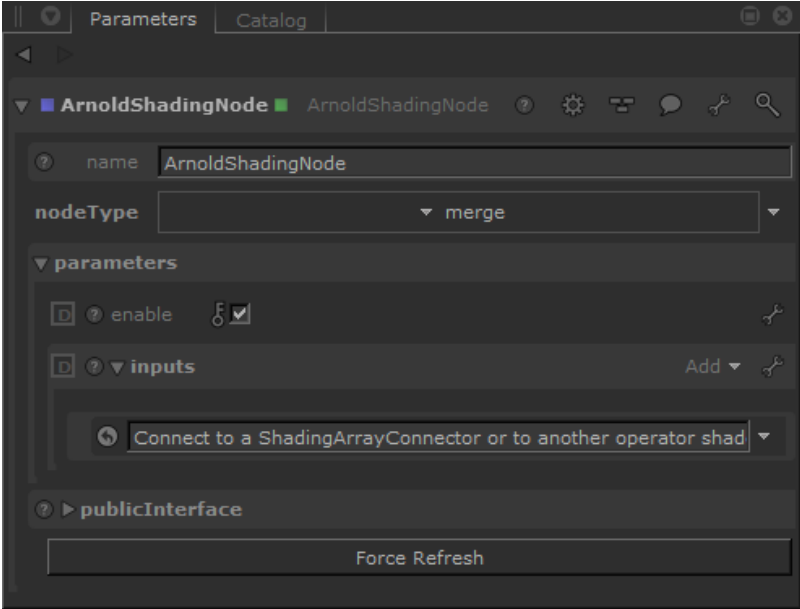 Parameters Catalog
ArnoldShadingNode ArnoldShadingNode ?
? name ArnoldShadingNode
nodeType merge
parameters
D ? enable
D ? inputs Add
Connect to a ShadingArrayConnector or to another operator shad
? publicInterface
Force Refresh